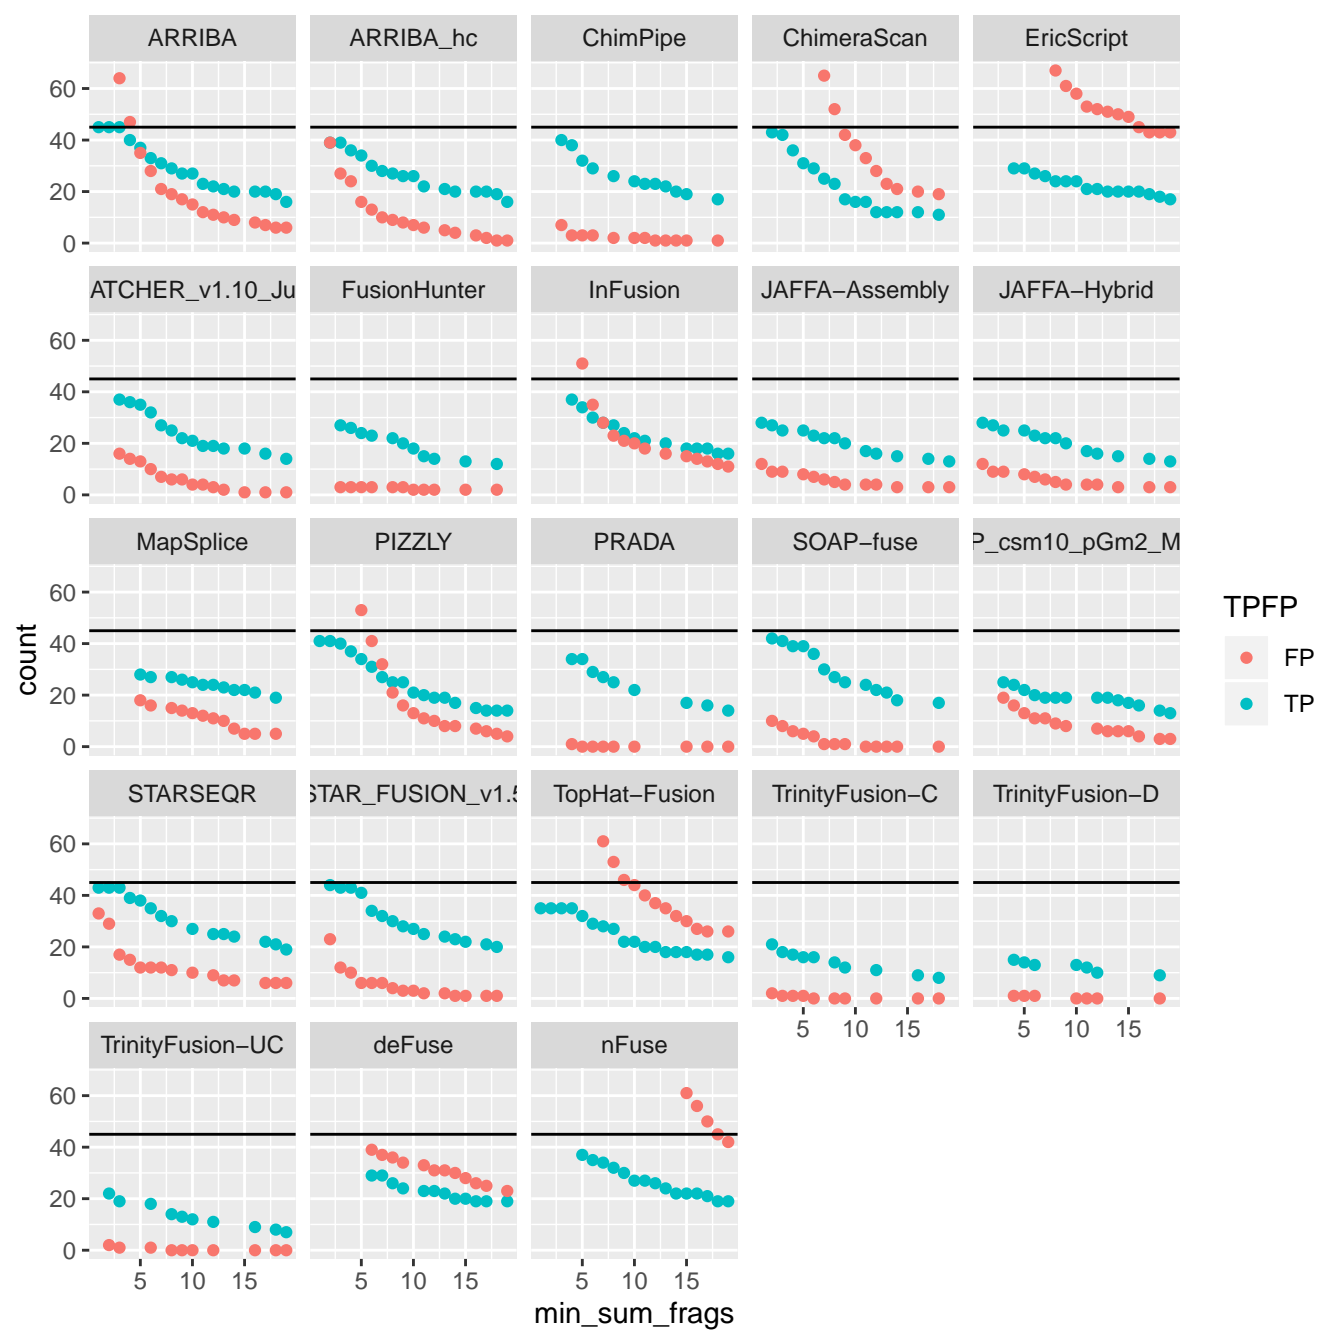 ARRIBA ARRIBA_hc ChimPipe ChimeraScan EricScript
60
40
20
0
ATCHER_v1.10_Ju FusionHunter InFusion JAFFA−Assembly JAFFA−Hybrid
60
40
20
0
MapSplice PIZZLY PRADA SOAP−fuse P_csm10_pGm2_M
60
40
20
0
count
TPFP
FP
TP
STARSEQR STAR_FUSION_v1.5 TopHat−Fusion TrinityFusion−C TrinityFusion−D
60
40
20
0
5 10 15 5 10 15
TrinityFusion−UC deFuse nFuse
60
40
20
0
5 10 15 5 10 15 5 10 15
min_sum_frags